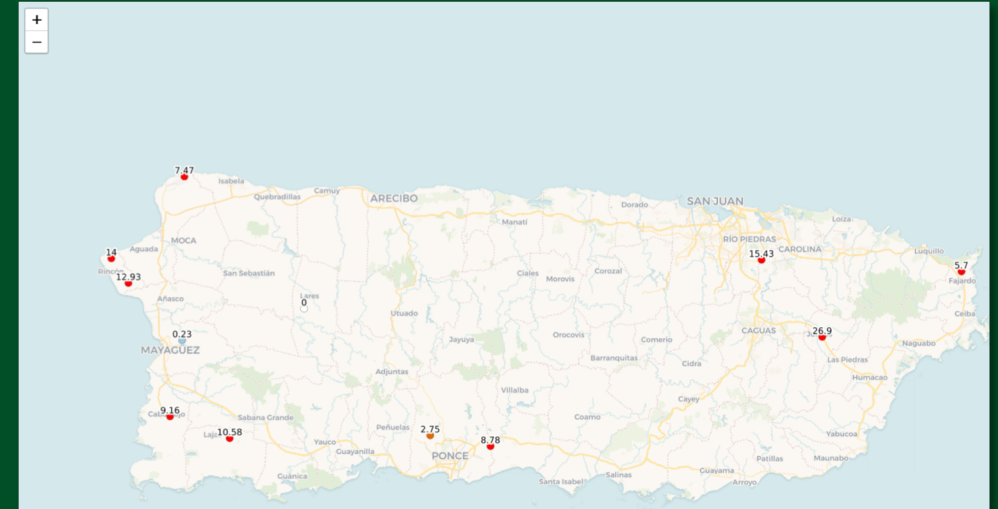 +
−
7.47
Isabela
Quebradillas
Camuy
ARECIBO
Manatí
Dorado
SAN JUAN
Loíza
RÍO PIEDRAS
CAROLINA
Luquillo
14
Aguada
MOCA
15.43
5.7
Fajardo
Rincón
12.93
San Sebastián
Ciales
Morovis
Corozal
Añasco
Lares
0
Utuado
Ceiba
0.23
MAYAGÜEZ
Jayuya
Orocovis
Comerío
CAGUAS
26.9
Naguabo
Barranquitas
Cidra
Las Piedras
Humacao
Adjuntas
Villalba
Cayey
9.16
Sabana Grande
Coamo
10.58
Peñuelas
2.75
8.78
Yauco
Guayanilla
PONCE
Yabucoa
Patillas
Maunabo
Guánica
Santa Isabel
Salinas
Guayama
Arroyo